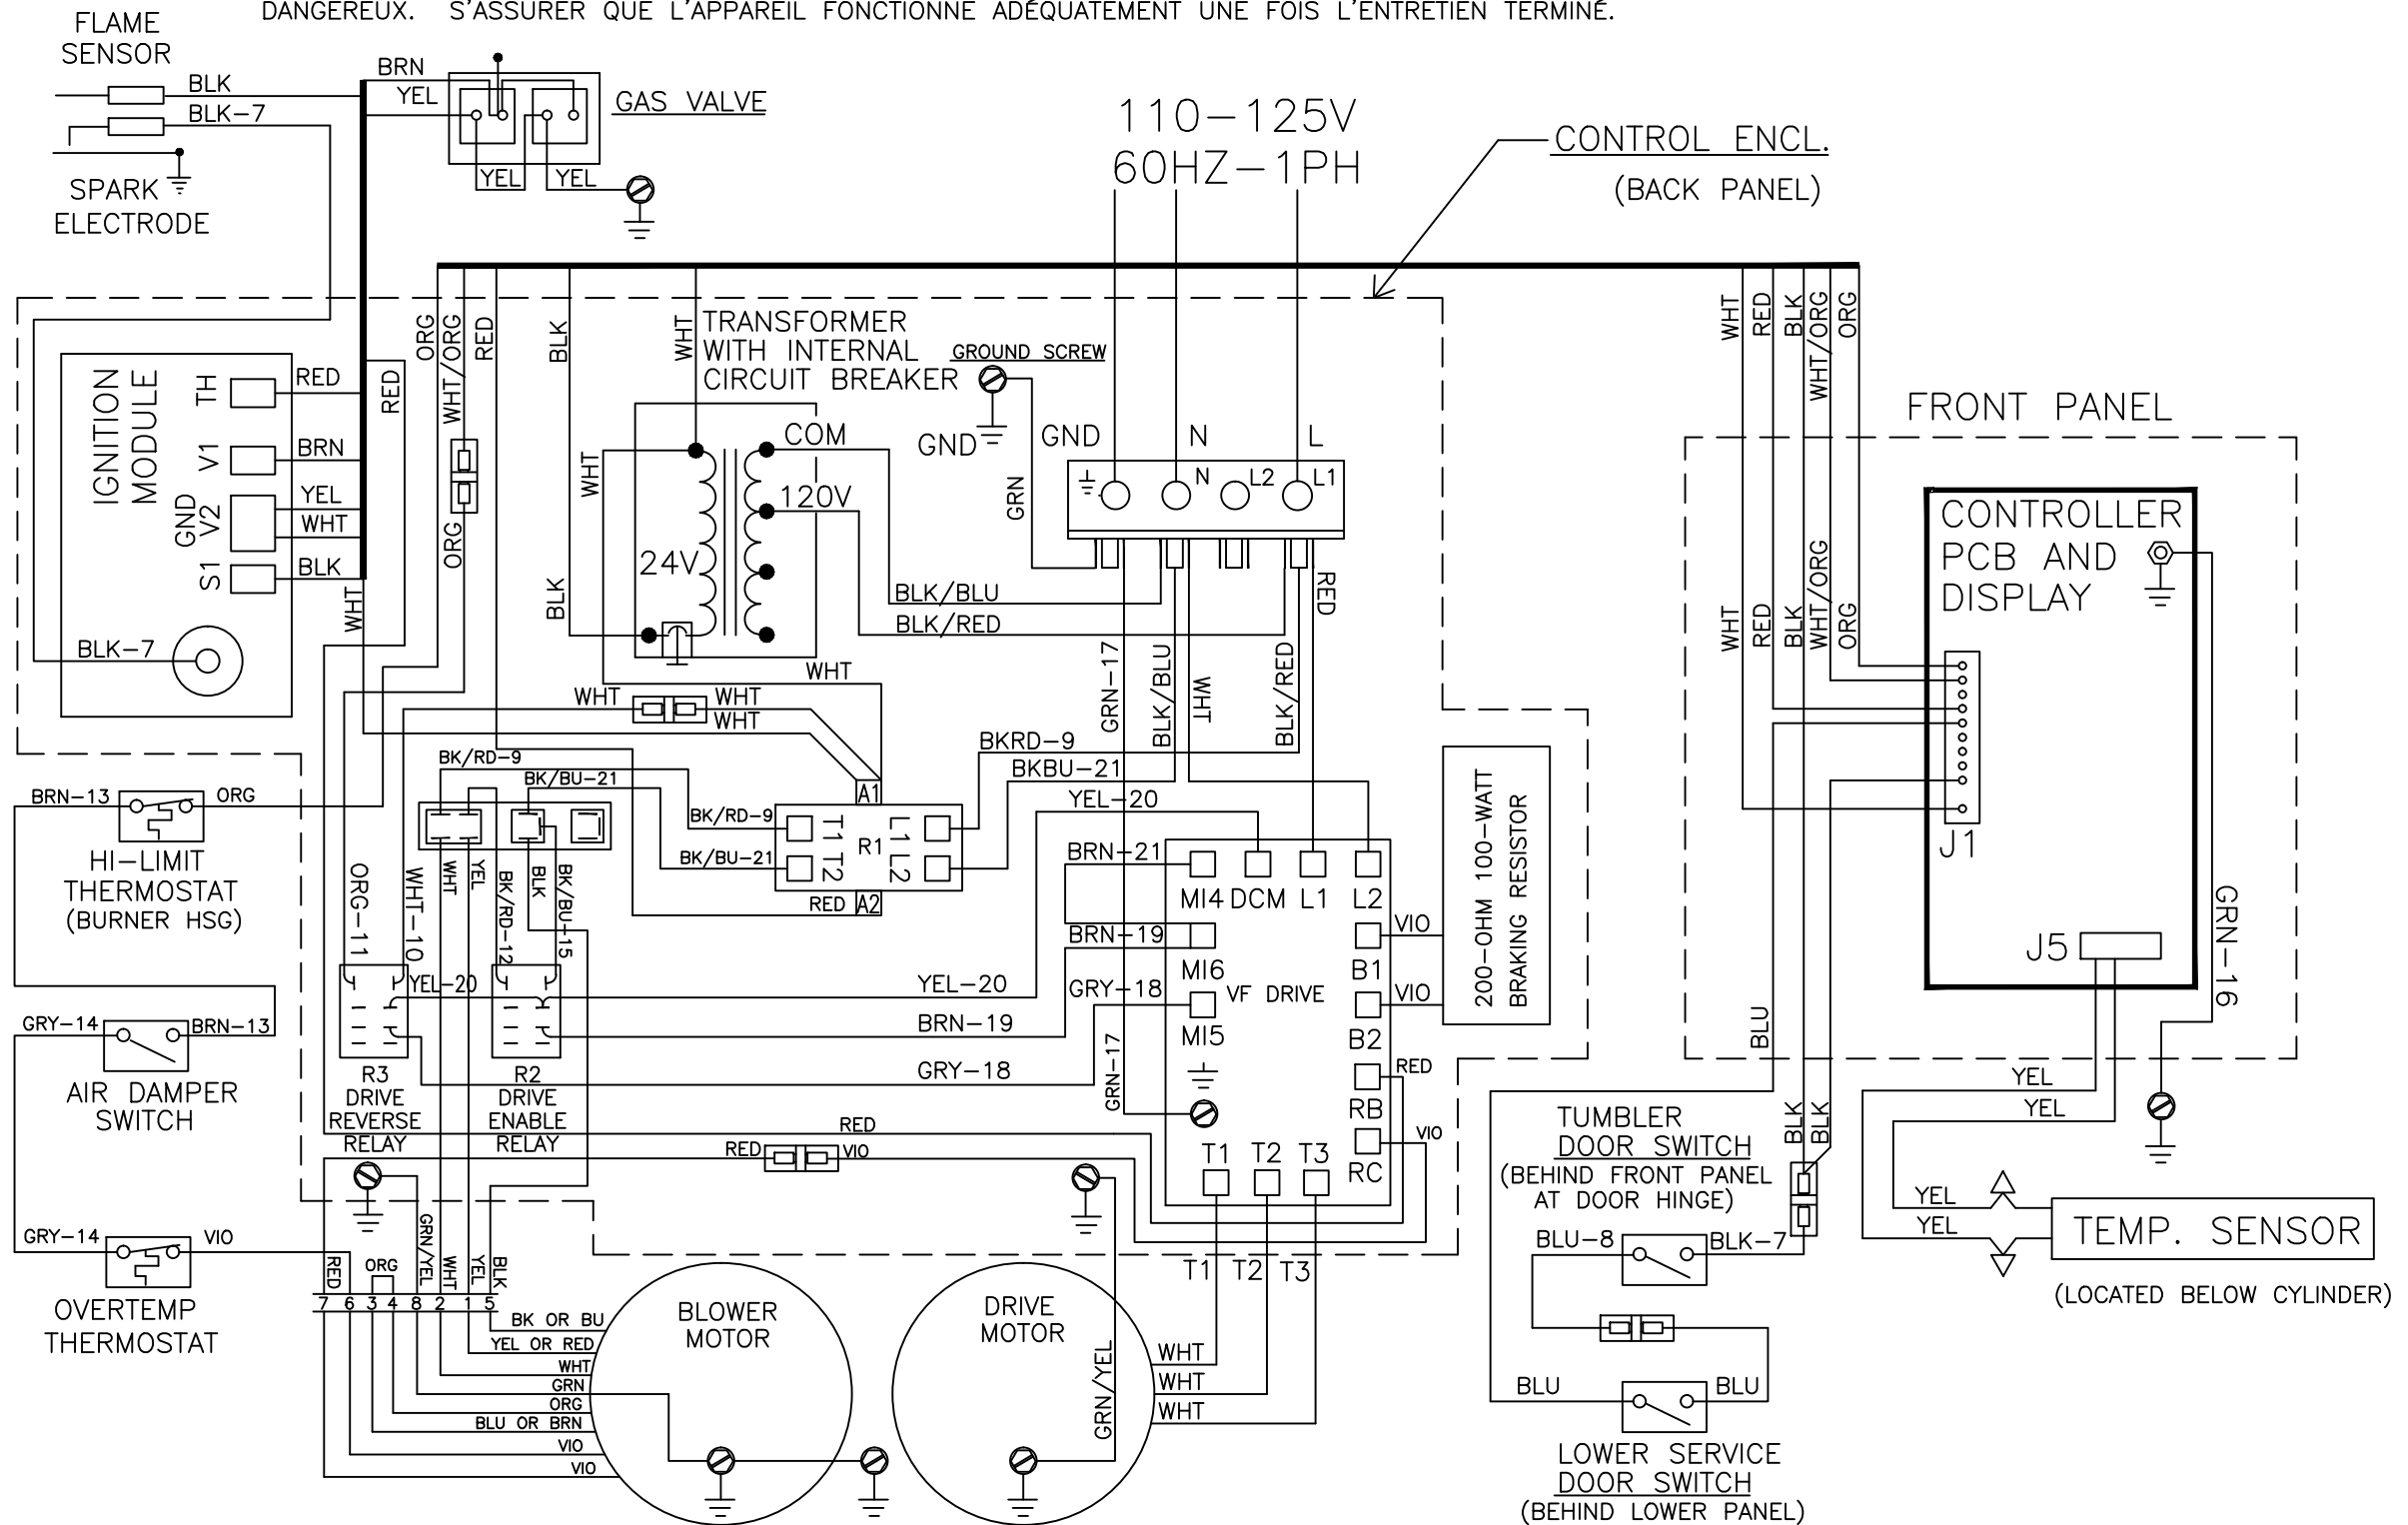 DANGEREUX. S'ASSURER QUE L'APPAREIL FONCTIONNE ADÉQUATEMENT UNE FOIS L'ENTRETIEN TERMINÉ.
FLAME
SENSOR
BLK
BLK-7
SPARK
ELECTRODE
BRN
YEL
GAS VALVE
YEL
YEL
110-125V
60HZ-1PH
CONTROL ENCL.
(BACK PANEL)
ORG
WHT/ORG
RED
BLK
WHT
TRANSFORMER
WITH INTERNAL
CIRCUIT BREAKER
GROUND SCREW
GND
GND
N
L
N
L2
L1
GRN
WHT
RED
BLK
WHT/ORG
ORG
FRONT PANEL
IGNITION
MODULE
TH
V1
GND
V2
S1
RED
BRN
YEL
WHT
BLK
RED
WHT
BLK-7
ORG
BLK
WHT
COM
120V
24V
BLK/BLU
BLK/RED
RED
GRN-17
BLK/BLU
WHT
BLK/RED
WHT
RED
BLK
WHT/ORG
ORG
CONTROLLER
PCB AND
DISPLAY
J1
J5
GRN-16
WHT
WHT
WHT
WHT
BK/RD-9
BK/BU-21
BK/RD-9
BK/BU-21
A1
T1
T2
R1
L1
L2
RED
A2
BKRD-9
BKBU-21
YEL-20
BRN-13
ORG
HI-LIMIT
THERMOSTAT
(BURNER HSG)
ORG-11
WHT-10
WHT
YEL
BK/RD-12
BLK
BK/BU-15
BRN-21
MI4
DCM
L1
L2
BRN-19
MI6
VF DRIVE
B1
VIO
GRY-18
MI5
B2
VIO
200-OHM 100-WATT
BRAKING RESISTOR
YEL-20
YEL-20
BRN-19
GRY-18
GRN-17
RED
RB
VIO
RC
T1
T2
T3
GRY-14
BRN-13
AIR DAMPER
SWITCH
R3
DRIVE
REVERSE
RELAY
R2
DRIVE
ENABLE
RELAY
RED
RED
VIO
BLU
BLK
BLK
YEL
YEL
TUMBLER
DOOR SWITCH
(BEHIND FRONT PANEL
AT DOOR HINGE)
BLU-8
BLK-7
YEL
YEL
TEMP. SENSOR
(LOCATED BELOW CYLINDER)
GRY-14
VIO
OVERTEMP
THERMOSTAT
RED
ORG
GRN/YEL
WHT
YEL
BLK
7
6
3
4
8
2
1
5
BK OR BU
YEL OR RED
WHT
GRN
ORG
BLU OR BRN
VIO
VIO
BLOWER
MOTOR
DRIVE
MOTOR
GRN/YEL
T1
T2
T3
WHT
WHT
WHT
BLU
BLU
LOWER SERVICE
DOOR SWITCH
(BEHIND LOWER PANEL)